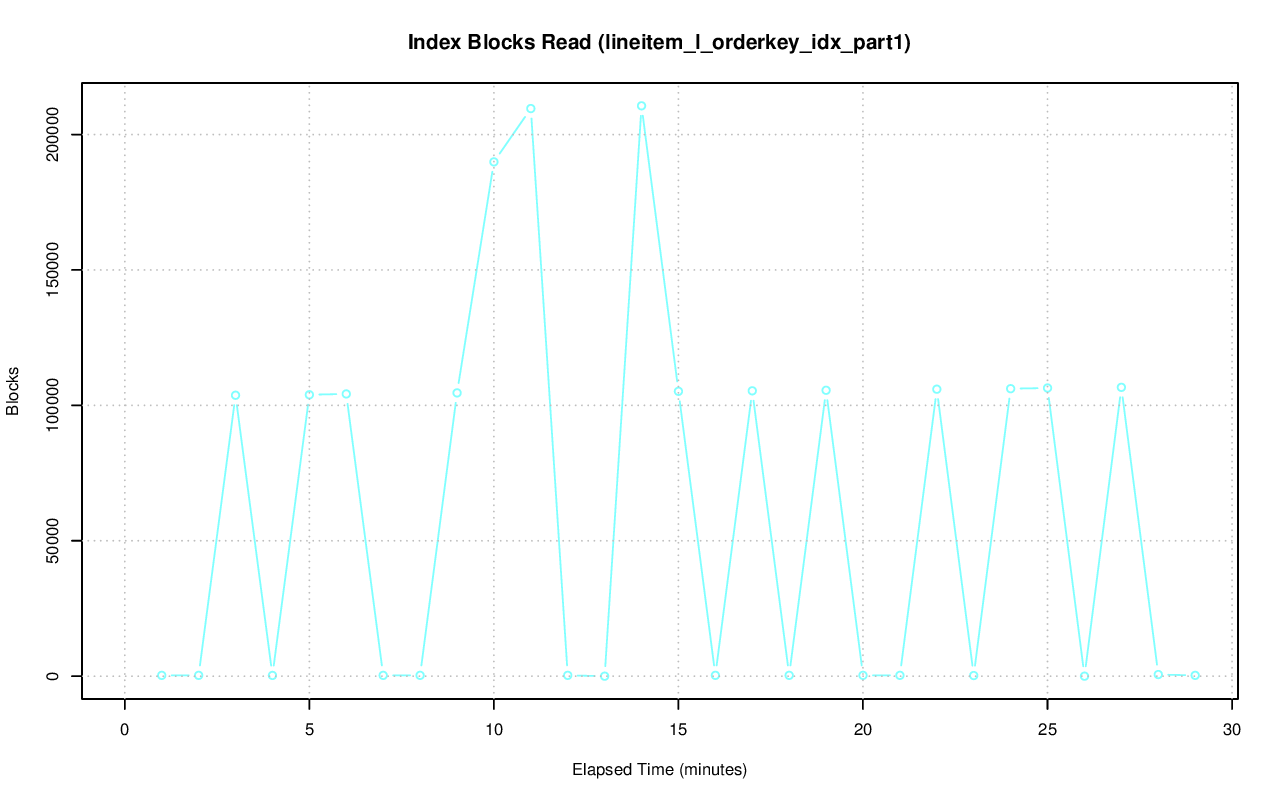 Index Blocks Read (lineitem_l_orderkey_idx_part1)
200000
150000
100000
50000
0
Blocks
0 5 10 15 20 25 30
Elapsed Time (minutes)